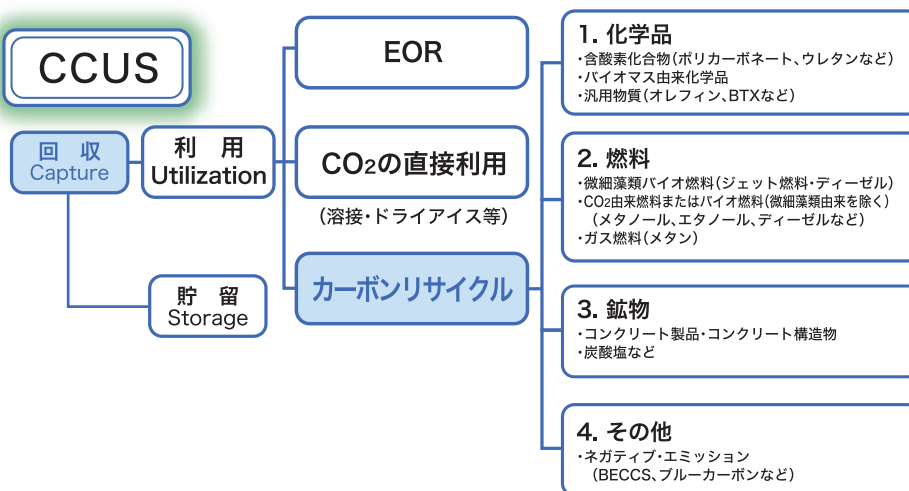 CCUS
回　収
Capture
利　用
Utilization
貯　留
Storage
EOR
CO2の直接利用
（溶接・ドライアイス等）
カーボンリサイクル
1. 化学品
・含酸素化合物（ポリカーボネート、ウレタンなど）
・バイオマス由来化学品
・汎用物質（オレフィン、BTXなど）
2. 燃料
・微細藻類バイオ燃料（ジェット燃料・ディーゼル）
・CO2由来燃料またはバイオ燃料（微細藻類由来を除く）
（メタノール、エタノール、ディーゼルなど）
・ガス燃料（メタン）
3. 鉱物
・コンクリート製品・コンクリート構造物
・炭酸塩など
4. その他
・ネガティブ・エミッション
（BECCS、ブルーカーボンなど）